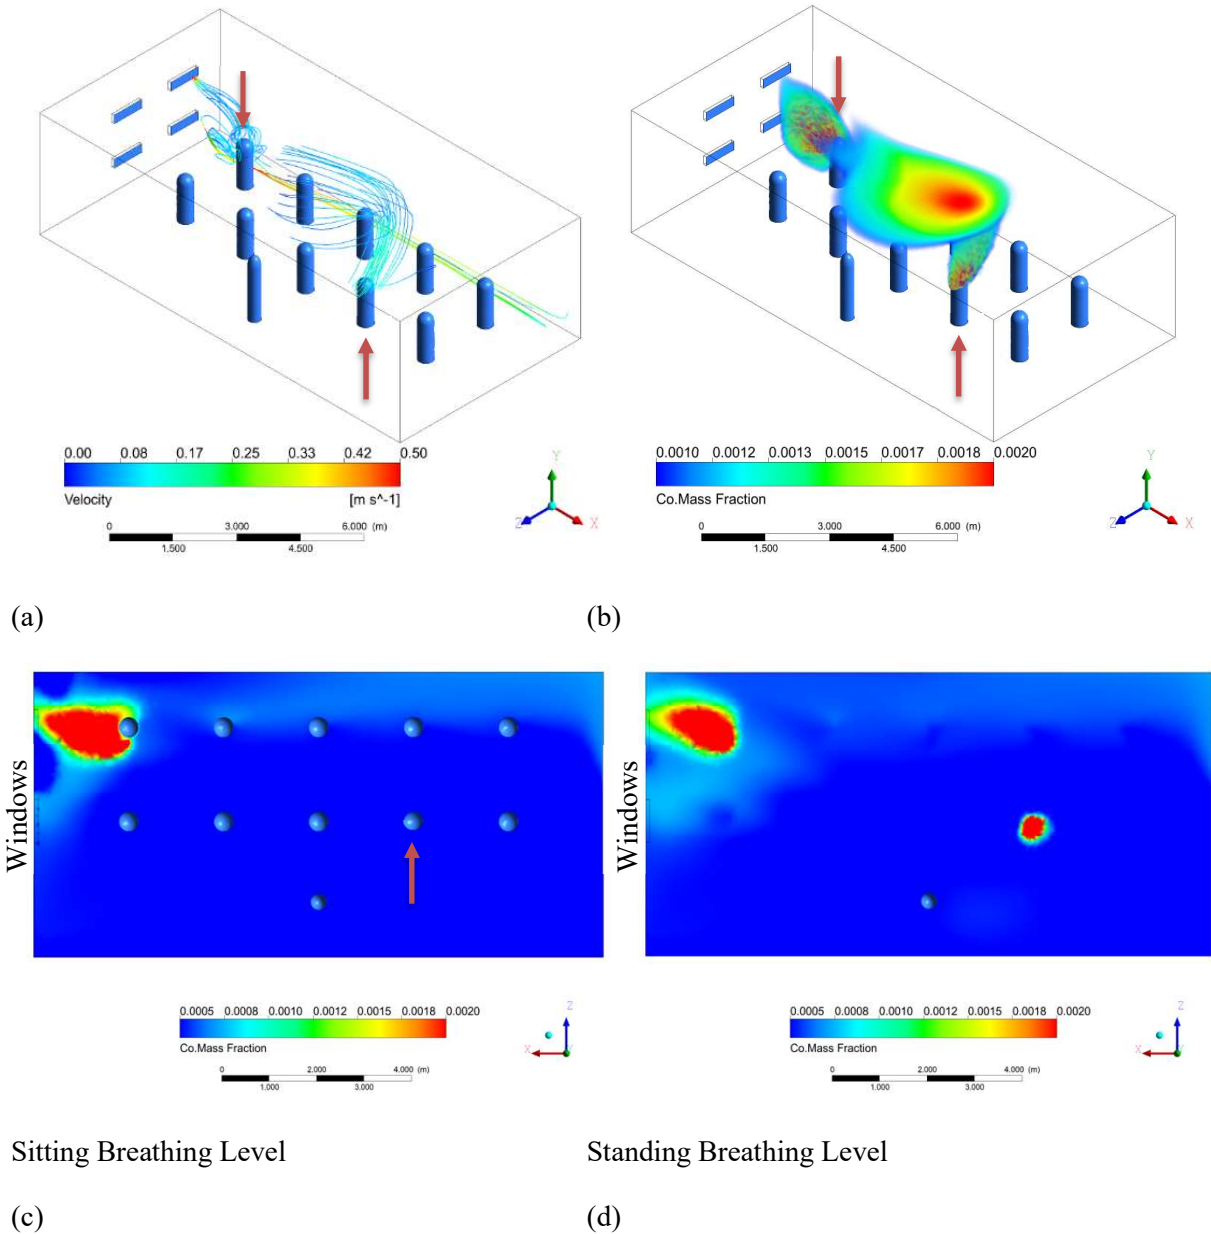 0.00 0.08 0.17 0.25 0.33 0.42 0.50
Velocity [m s^-1]
0 3.000 6.000 (m)
1.500 4.500
Y
Z X
0.0010 0.0012 0.0013 0.0015 0.0017 0.0018 0.0020
Co.Mass Fraction
0 3.000 6.000 (m)
1.500 4.500
Y
Z X
(a) (b)
Windows
Windows
0.0005 0.0008 0.0010 0.0012 0.0015 0.0018 0.0020
Co.Mass Fraction
0 2.000 4.000 (m)
1.000 3.000
Z
X Y
0.0005 0.0008 0.0010 0.0012 0.0015 0.0018 0.0020
Co.Mass Fraction
0 2.000 4.000 (m)
1.000 3.000
Z
X Y
Sitting Breathing Level Standing Breathing Level
(c) (d)